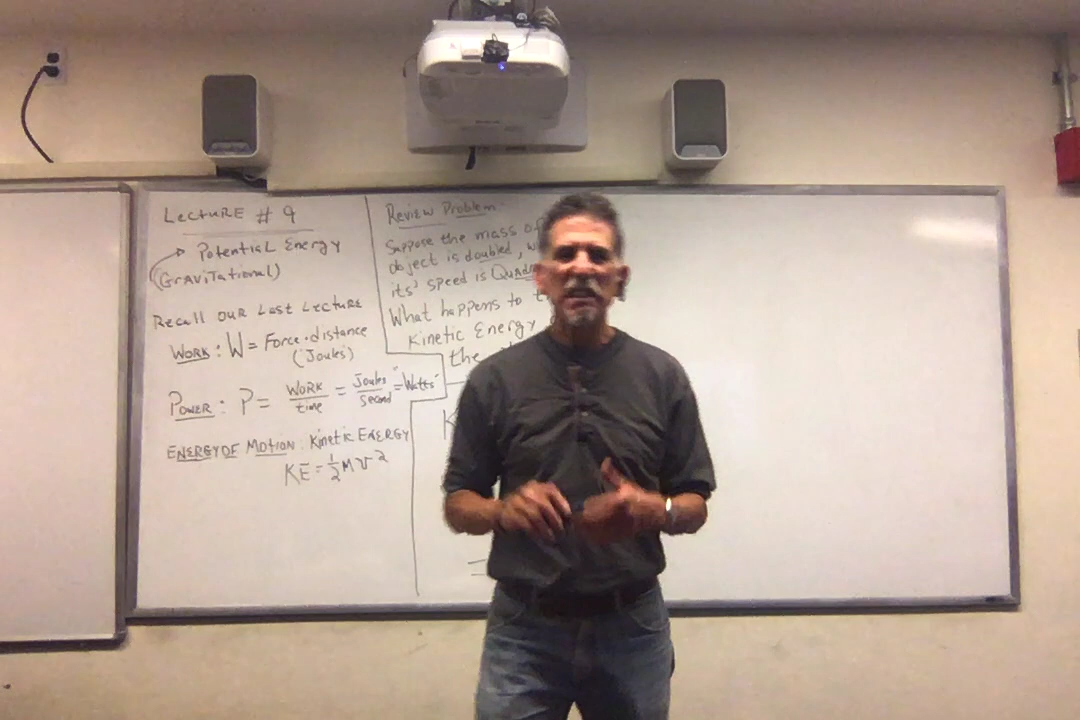 LECTURE # 9
Potential Energy
(GraviTational)
Recall our Last Lecture
WORK : W = Force · distance
(Joules)
POWER : P = WORK/time = Joules/second = "Watts"
ENERGY OF MOTION : Kinetic ENERGY
KE = 1/2 M v²
Review Problem
Suppose the mass of
object is doubled,
its' speed is
What happens to
Kinetic Energy
the
K
=